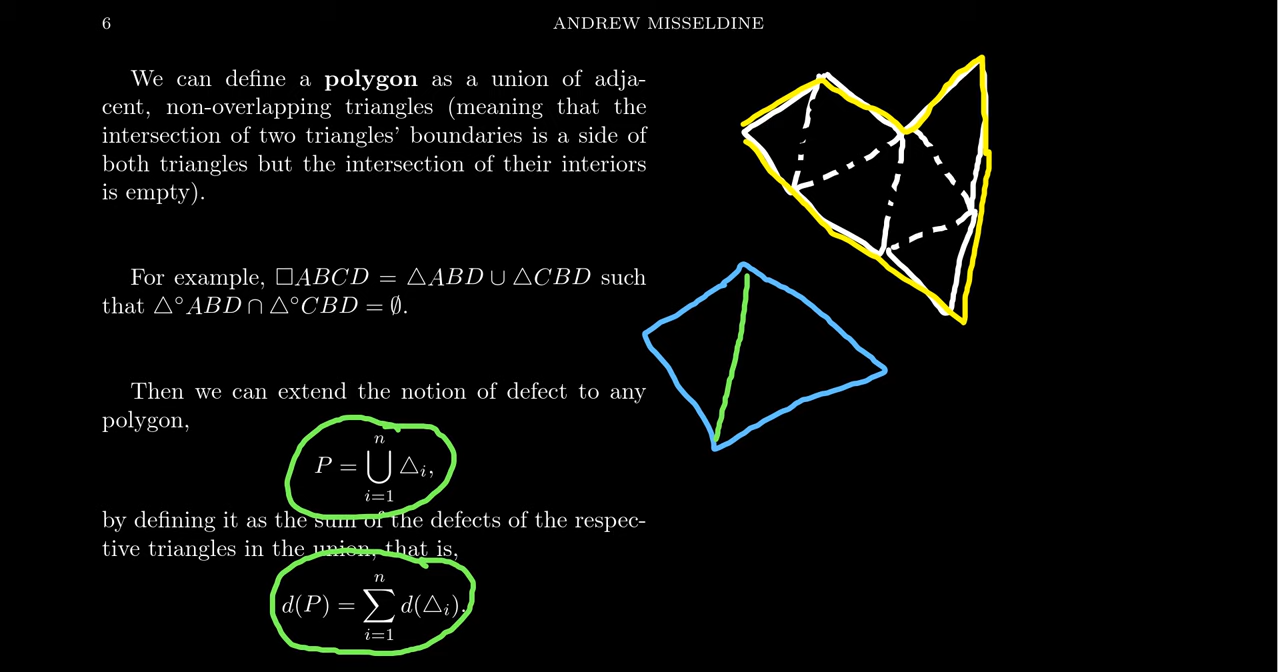 6 ANDREW MISSELDINE
We can define a polygon as a union of adja-
cent, non-overlapping triangles (meaning that the
intersection of two triangles' boundaries is a side of
both triangles but the intersection of their interiors
is empty).
For example, □ABCD = △ABD ∪ △CBD such
that △°ABD ∩ △°CBD = ∅.
Then we can extend the notion of defect to any
polygon,
P = ⋃_{i=1}^{n} △_i,
by defining it as the sum of the defects of the respec-
tive triangles in the union, that is,
d(P) = ∑_{i=1}^{n} d(△_i).